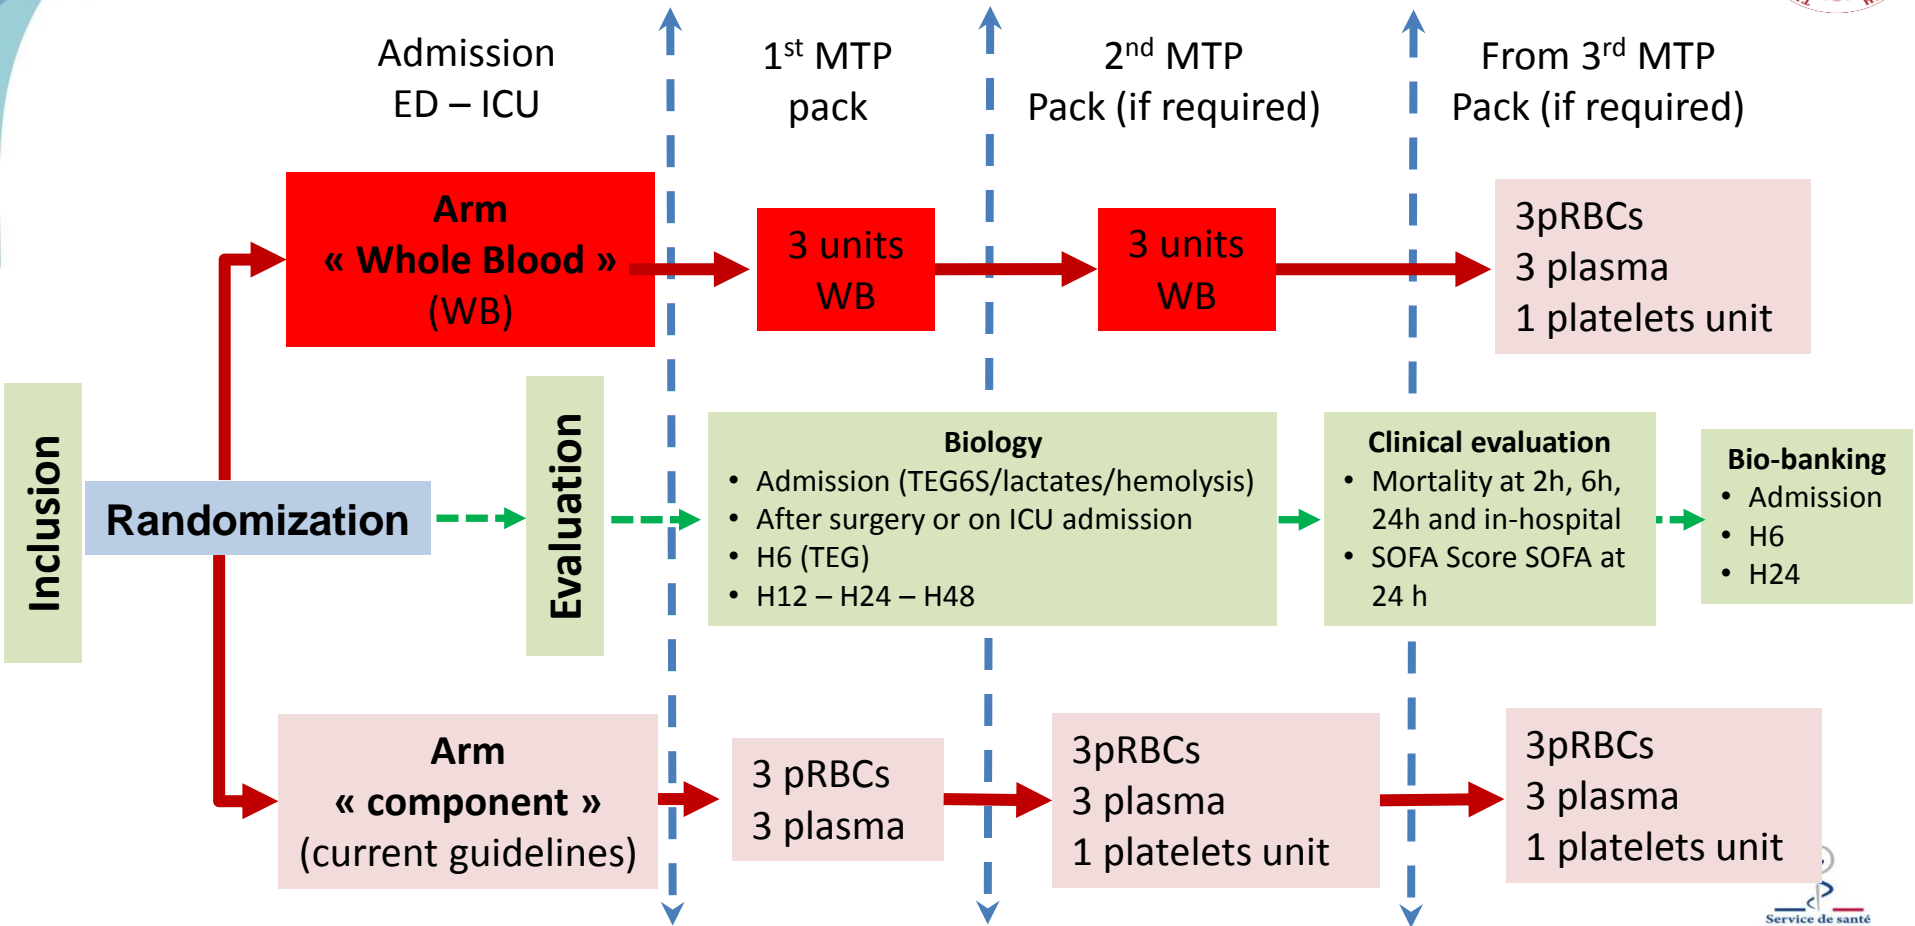 Admission
ED – ICU
1st MTP
pack
2nd MTP
Pack (if required)
From 3rd MTP
Pack (if required)
Arm
« Whole Blood »
(WB)
3 units
WB
3 units
WB
3pRBCs
3 plasma
1 platelets unit
Inclusion
Randomization
Evaluation
Biology
• Admission (TEG6S/lactates/hemolysis)
• After surgery or on ICU admission
• H6 (TEG)
• H12 – H24 – H48
Clinical evaluation
• Mortality at 2h, 6h,
24h and in-hospital
• SOFA Score SOFA at
24 h
Bio-banking
• Admission
• H6
• H24
Arm
« component »
(current guidelines)
3 pRBCs
3 plasma
3pRBCs
3 plasma
1 platelets unit
3pRBCs
3 plasma
1 platelets unit
Service de santé